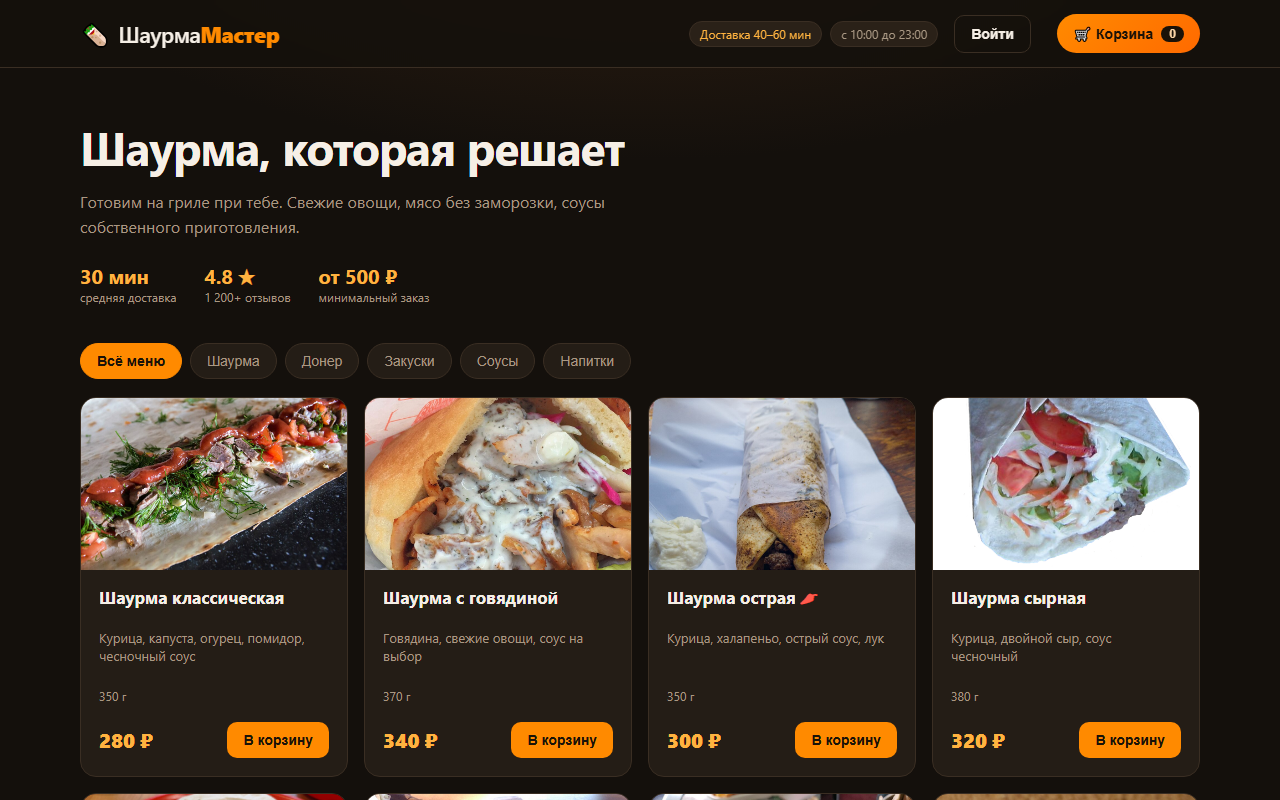 ШаурмаМастер
Доставка 40–60 мин
с 10:00 до 23:00
Войти
Корзина 0
Шаурма, которая решает
Готовим на гриле при тебе. Свежие овощи, мясо без заморозки, соусы
собственного приготовления.
30 мин
средняя доставка
4.8 ★
1 200+ отзывов
от 500 ₽
минимальный заказ
Всё меню
Шаурма
Донер
Закуски
Соусы
Напитки
Шаурма классическая
Курица, капуста, огурец, помидор,
чесночный соус
350 г
280 ₽
В корзину
Шаурма с говядиной
Говядина, свежие овощи, соус на
выбор
370 г
340 ₽
В корзину
Шаурма острая 🌶
Курица, халапеньо, острый соус, лук
350 г
300 ₽
В корзину
Шаурма сырная
Курица, двойной сыр, соус
чесночный
380 г
320 ₽
В корзину